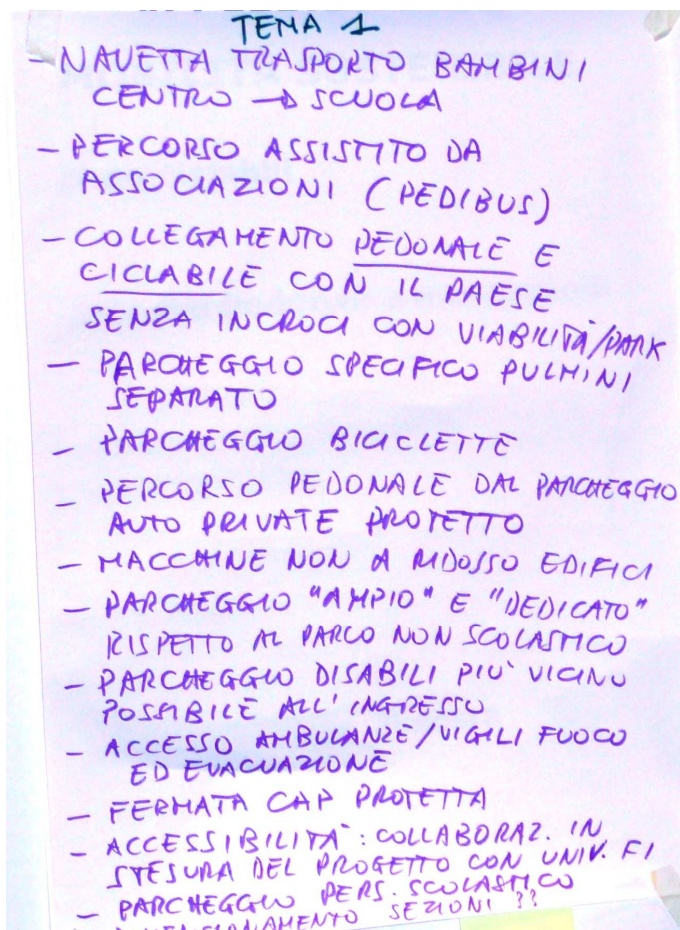 TEMA 1
- NAVETTA TRASPORTO BAMBINI
CENTRO → SCUOLA
- PERCORSO ASSISTITO DA
ASSOCIAZIONI (PEDIBUS)
- COLLEGAMENTO PEDONALE E
CICLABILE CON IL PAESE
SENZA INCROCI CON VIABILITÀ/PARK
- PARCHEGGIO SPECIFICO PULMINI
SEPARATO
- PARCHEGGIO BICICLETTE
- PERCORSO PEDONALE DAL PARCHEGGIO
AUTO PRIVATE PROTETTO
- MACCHINE NON A RIDOSSO EDIFICI
- PARCHEGGIO "AMPIO" E "DEDICATO"
RISPETTO AL PARCO NON SCOLASTICO
- PARCHEGGIO DISABILI PIU' VICINO
POSSIBILE ALL'INGRESSO
- ACCESSO AMBULANZE/VIGILI FUOCO
ED EVACUAZIONE
- FERMATA CAP PROTETTA
- ACCESSIBILITÀ: COLLABORAZ. IN
STESURA DEL PROGETTO CON UNIV. FI
- PARCHEGGIO PERS. SCOLASTICO
SEZIONI ??